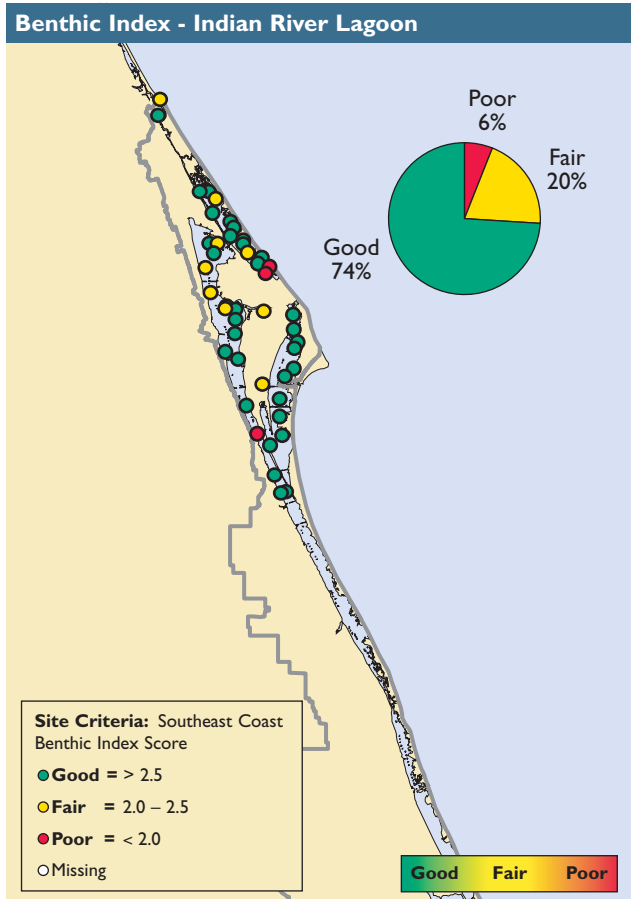 Benthic Index - Indian River Lagoon
Poor
6%
Fair
20%
Good
74%
Site Criteria: Southeast Coast
Benthic Index Score
Good = > 2.5
Fair = 2.0 – 2.5
Poor = < 2.0
Missing
Good Fair Poor